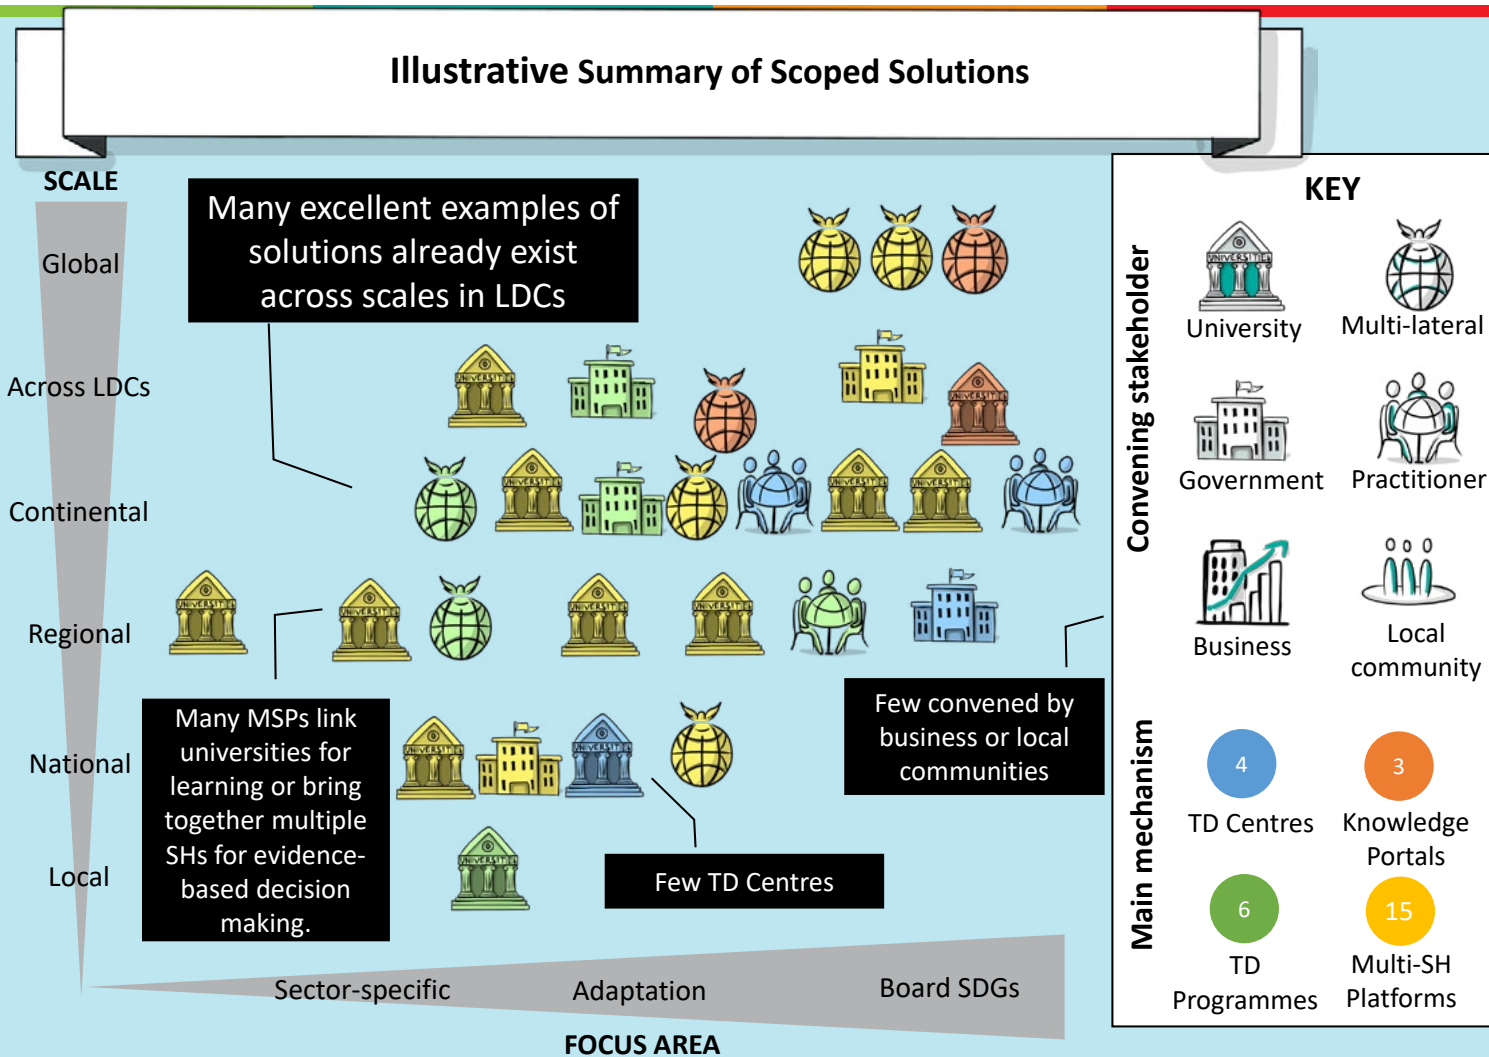 Illustrative Summary of Scoped Solutions
SCALE
Global
Across LDCs
Continental
Regional
National
Local
Many excellent examples of
solutions already exist
across scales in LDCs
Many MSPs link
universities for
learning or bring
together multiple
SHs for evidence-
based decision
making.
Few TD Centres
Few convened by
business or local
communities
Sector-specific
Adaptation
Board SDGs
FOCUS AREA
KEY
Convening stakeholder
University
Multi-lateral
Government
Practitioner
Business
Local
community
Main mechanism
4
TD Centres
3
Knowledge
Portals
6
TD
Programmes
15
Multi-SH
Platforms